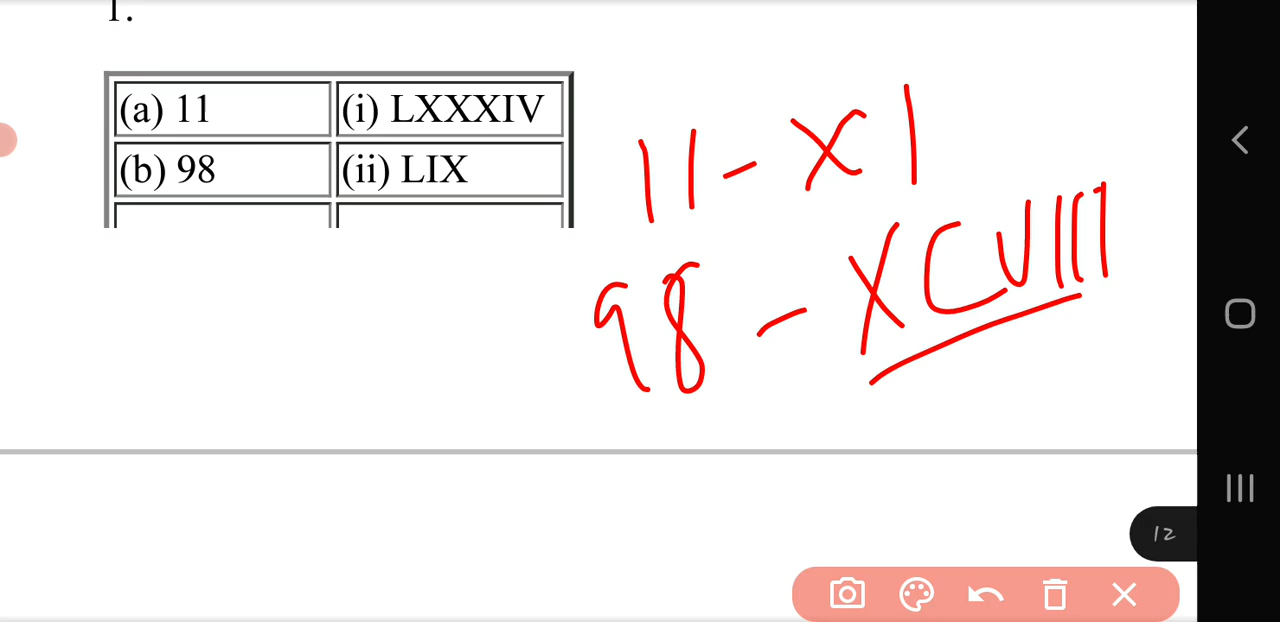 1.
(a) 11 (i) LXXXIV
(b) 98 (ii) LIX
11 - XI
98 - XCVIII
12